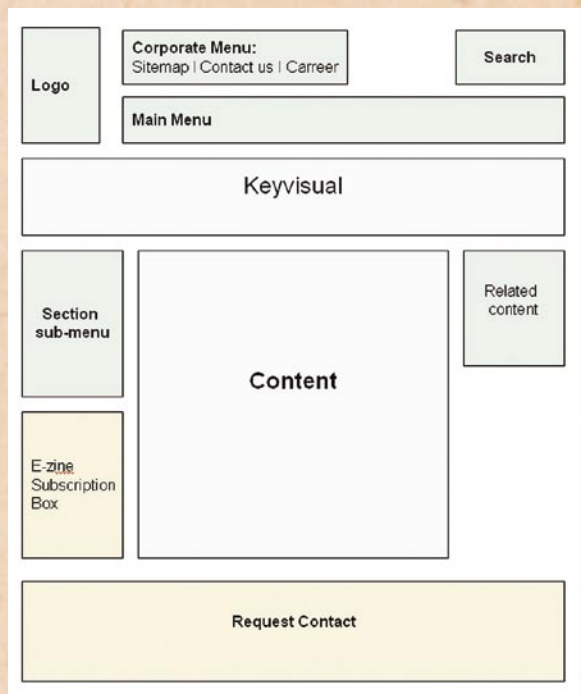 Logo
Corporate Menu:
Sitemap | Contact us | Carreer
Search
Main Menu
Keyvisual
Section
sub-menu
Content
Related
content
E-zine
Subscription
Box
Request Contact